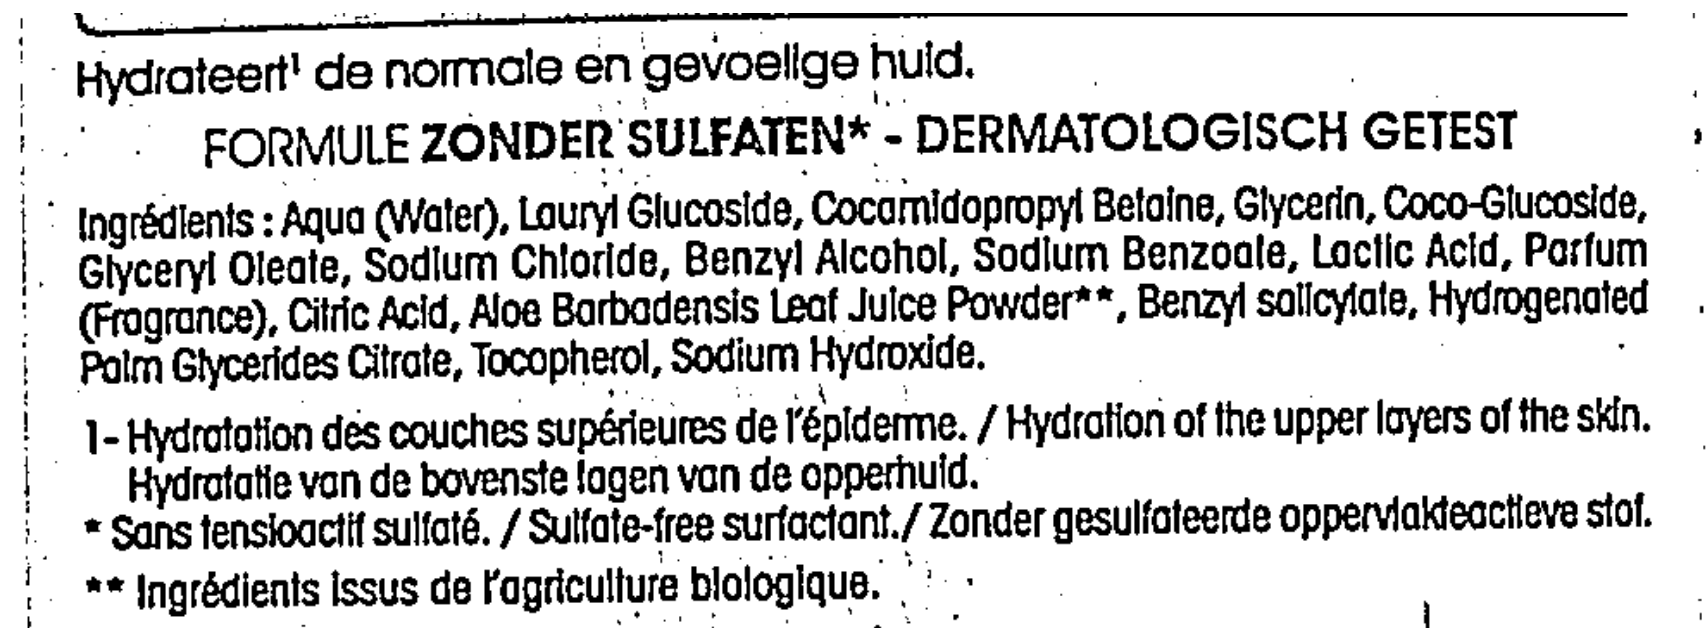 Hydrateert¹ de normale en gevoelige huid.
FORMULE ZONDER SULFATEN* - DERMATOLOGISCH GETEST
Ingrédients : Aqua (Water), Lauryl Glucoside, Cocamidopropyl Betaine, Glycerin, Coco-Glucoside,
Glyceryl Oleate, Sodium Chloride, Benzyl Alcohol, Sodium Benzoate, Lactic Acid, Parfum
(Fragrance), Citric Acid, Aloe Barbadensis Leaf Juice Powder**, Benzyl salicylate, Hydrogenated
Palm Glycerides Citrate, Tocopherol, Sodium Hydroxide.
1- Hydratation des couches supérieures de l'épiderme. / Hydration of the upper layers of the skin.
Hydratatie van de bovenste lagen van de opperhuid.
* Sans tensioactif sulfaté. / Sulfate-free surfactant./ Zonder gesulfateerde oppervlakteactieve stof.
** Ingrédients issus de l'agriculture biologique.